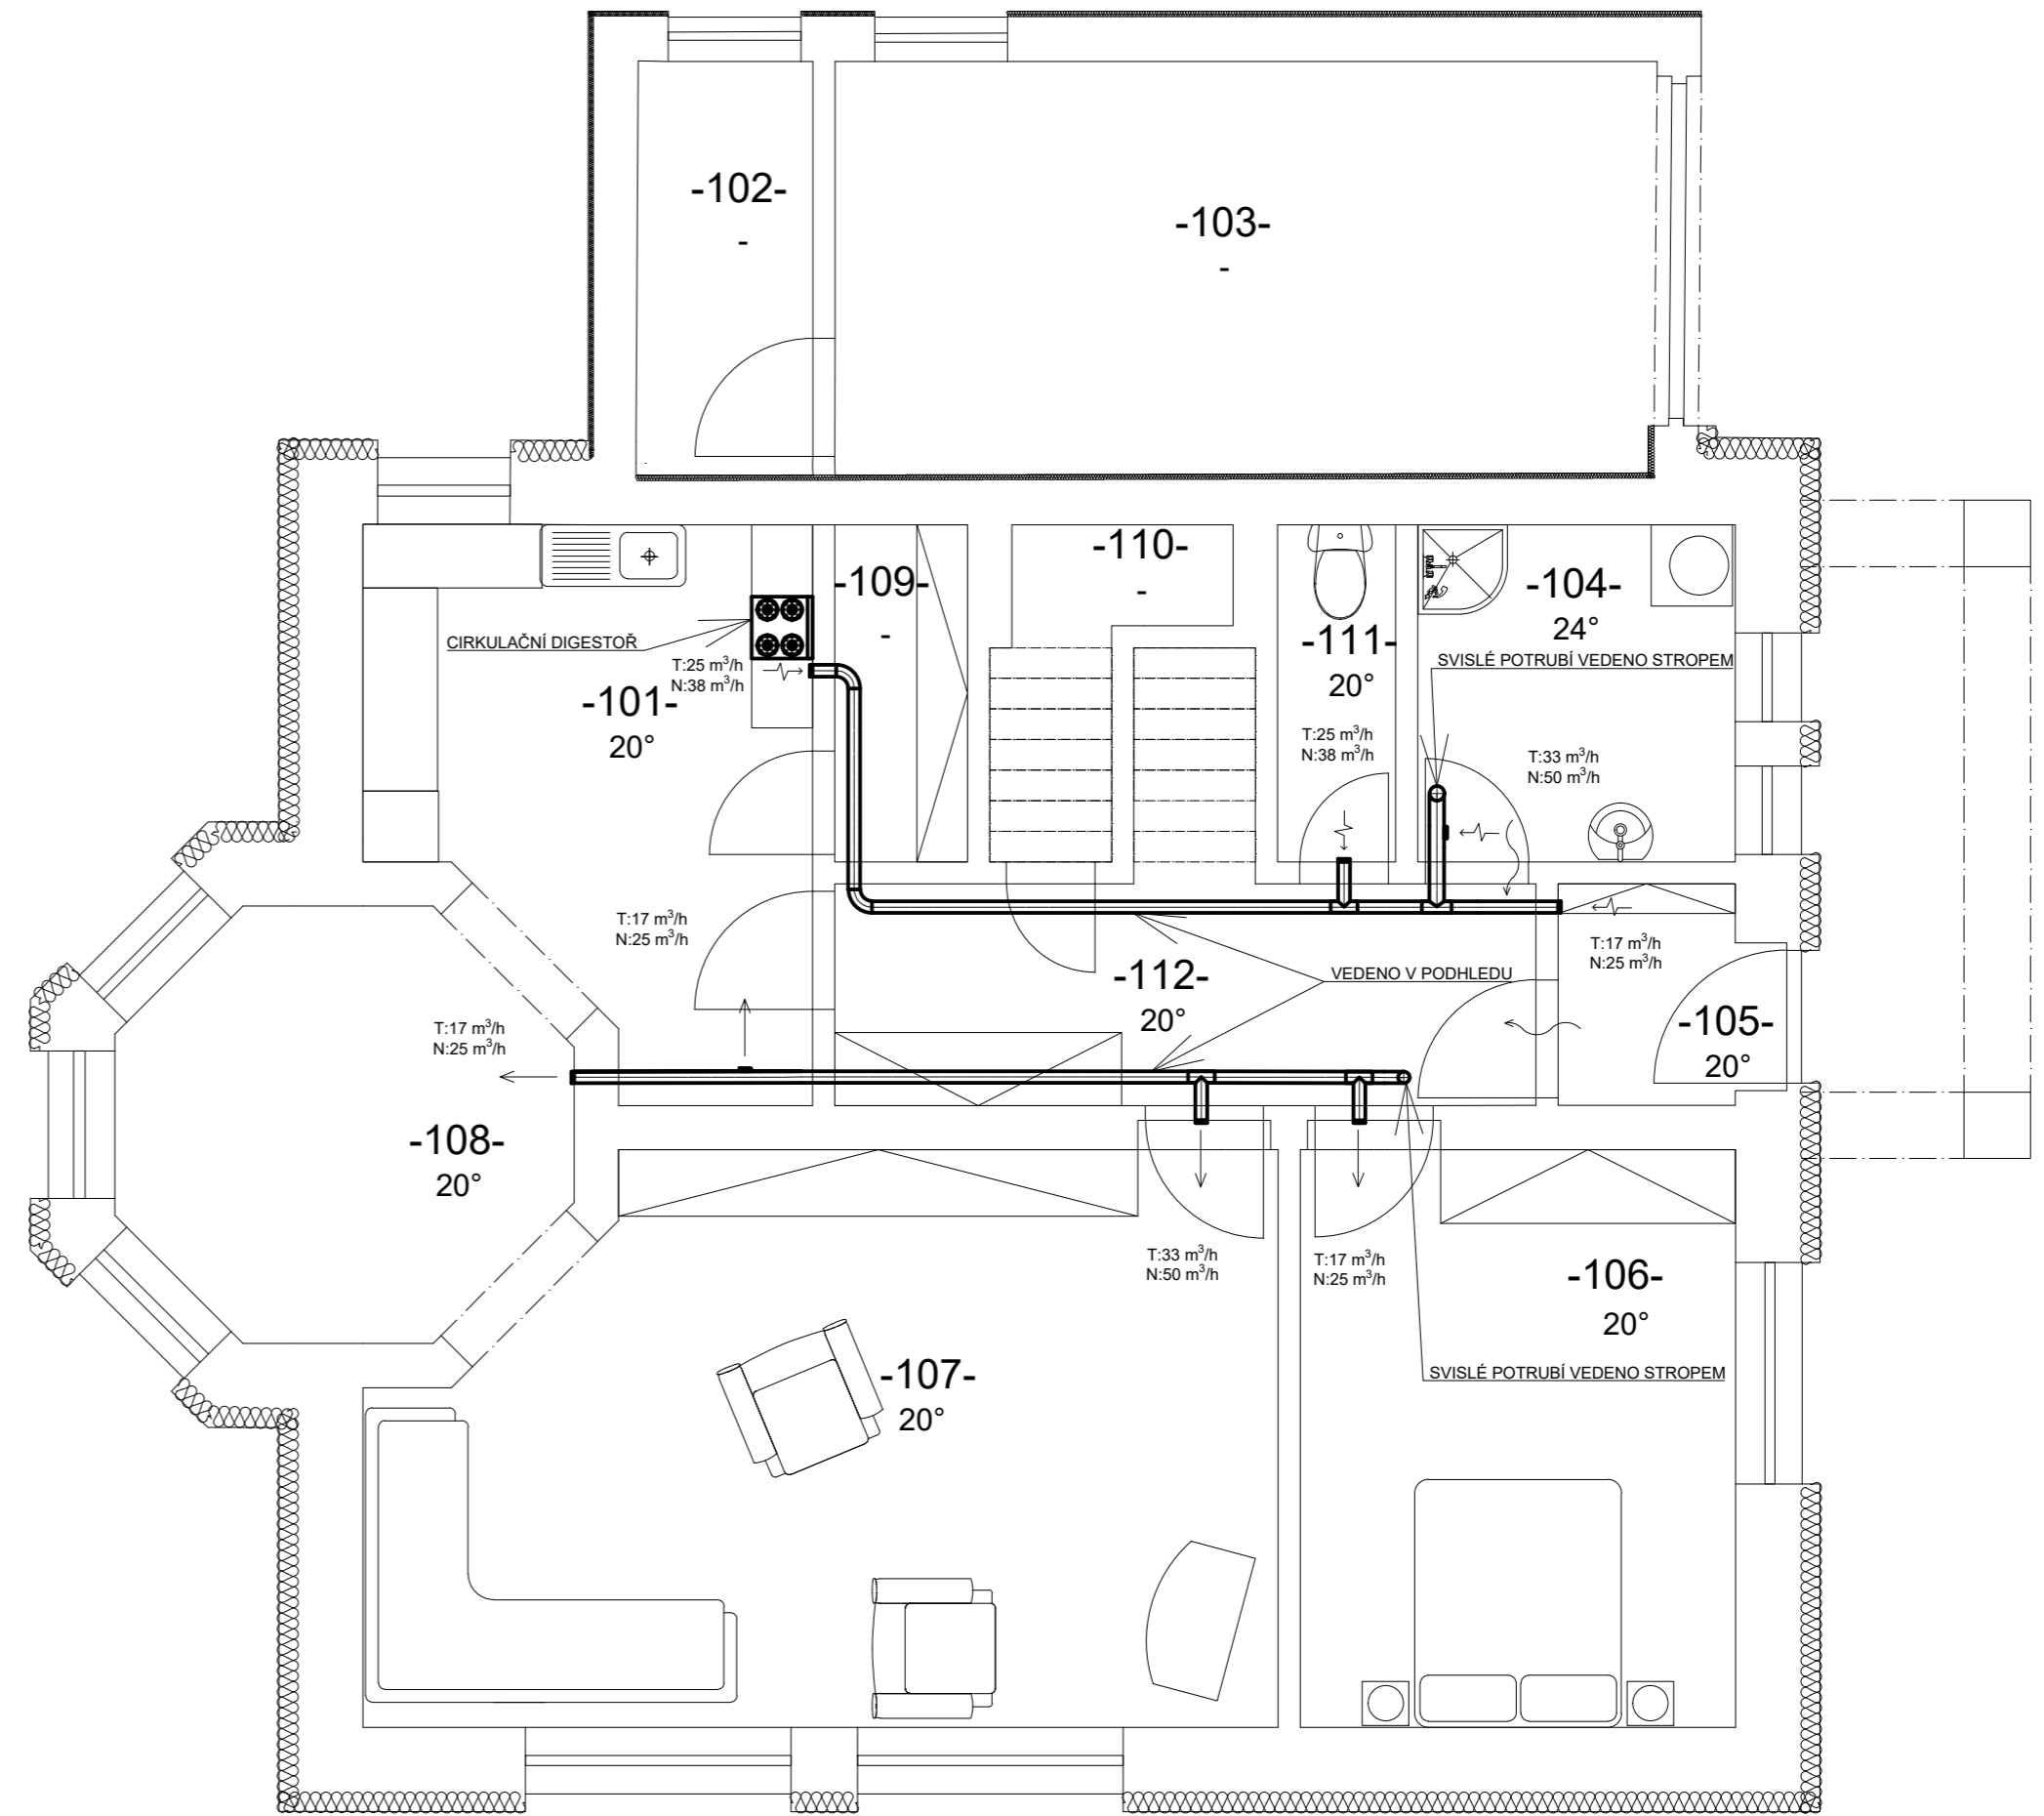 -102-
-
-103-
-
-109-
-
-110-
-
-111-
20°
-104-
24°
CIRKULAČNÍ DIGESTOŘ
T:25 m³/h
N:38 m³/h
SVISLÉ POTRUBÍ VEDENO STROPEM
-101-
20°
T:25 m³/h
N:38 m³/h
T:33 m³/h
N:50 m³/h
T:17 m³/h
N:25 m³/h
T:17 m³/h
N:25 m³/h
-112-
20°
VEDENO V PODHLEDU
-105-
20°
T:17 m³/h
N:25 m³/h
-108-
20°
T:33 m³/h
N:50 m³/h
T:17 m³/h
N:25 m³/h
-106-
20°
-107-
20°
SVISLÉ POTRUBÍ VEDENO STROPEM